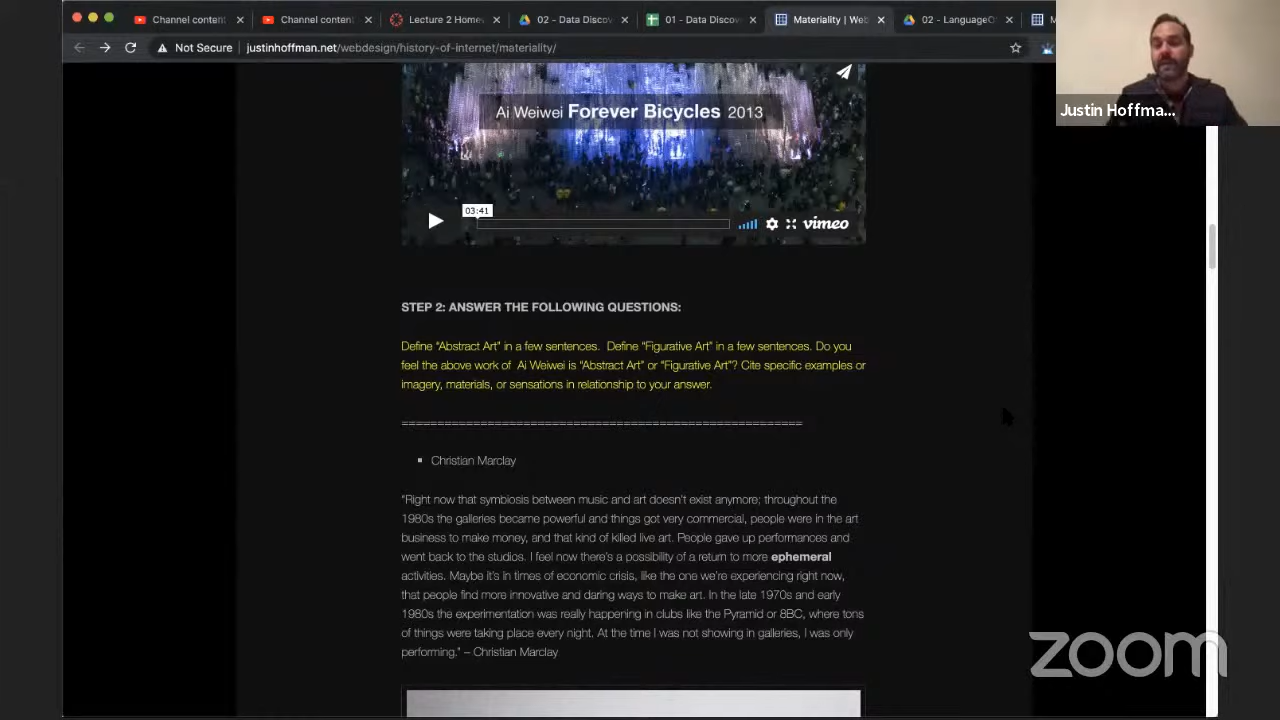 Channel content
Channel content
Lecture 2 Homew
02 - Data Discov
01 - Data Discov
Materiality | Web
02 - Language
Not Secure
justinhoffman.net/webdesign/history-of-internet/materiality/
Justin Hoffma...
Ai Weiwei Forever Bicycles 2013
03:41
vimeo
STEP 2: ANSWER THE FOLLOWING QUESTIONS:
Define “Abstract Art” in a few sentences. Define “Figurative Art” in a few sentences. Do you
feel the above work of Ai Weiwei is “Abstract Art” or “Figurative Art”? Cite specific examples or
imagery, materials, or sensations in relationship to your answer.
========================================================
Christian Marclay
“Right now that symbiosis between music and art doesn’t exist anymore; throughout the
1980s the galleries became powerful and things got very commercial, people were in the art
business to make money, and that kind of killed live art. People gave up performances and
went back to the studios. I feel now there’s a possibility of a return to more ephemeral
activities. Maybe it’s in times of economic crisis, like the one we’re experiencing right now,
that people find more innovative and daring ways to make art. In the late 1970s and early
1980s the experimentation was really happening in clubs like the Pyramid or 8BC, where tons
of things were taking place every night. At the time I was not showing in galleries, I was only
performing.” – Christian Marclay
zoom